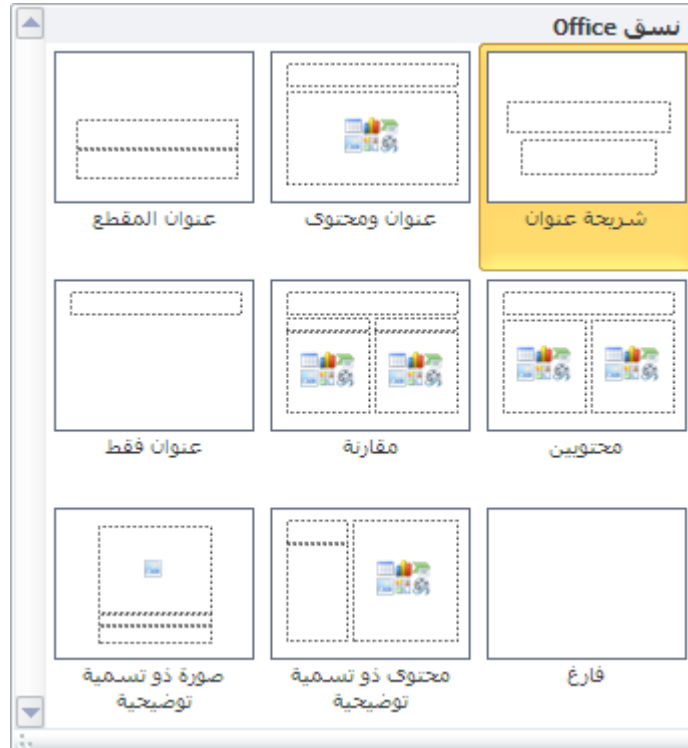 نسق Office
شريحة عنوان
عنوان ومحتوى
عنوان المقطع
محتويين
مقارنة
عنوان فقط
فارغ
محتوى ذو تسمية
توضيحية
صورة ذو تسمية
توضيحية